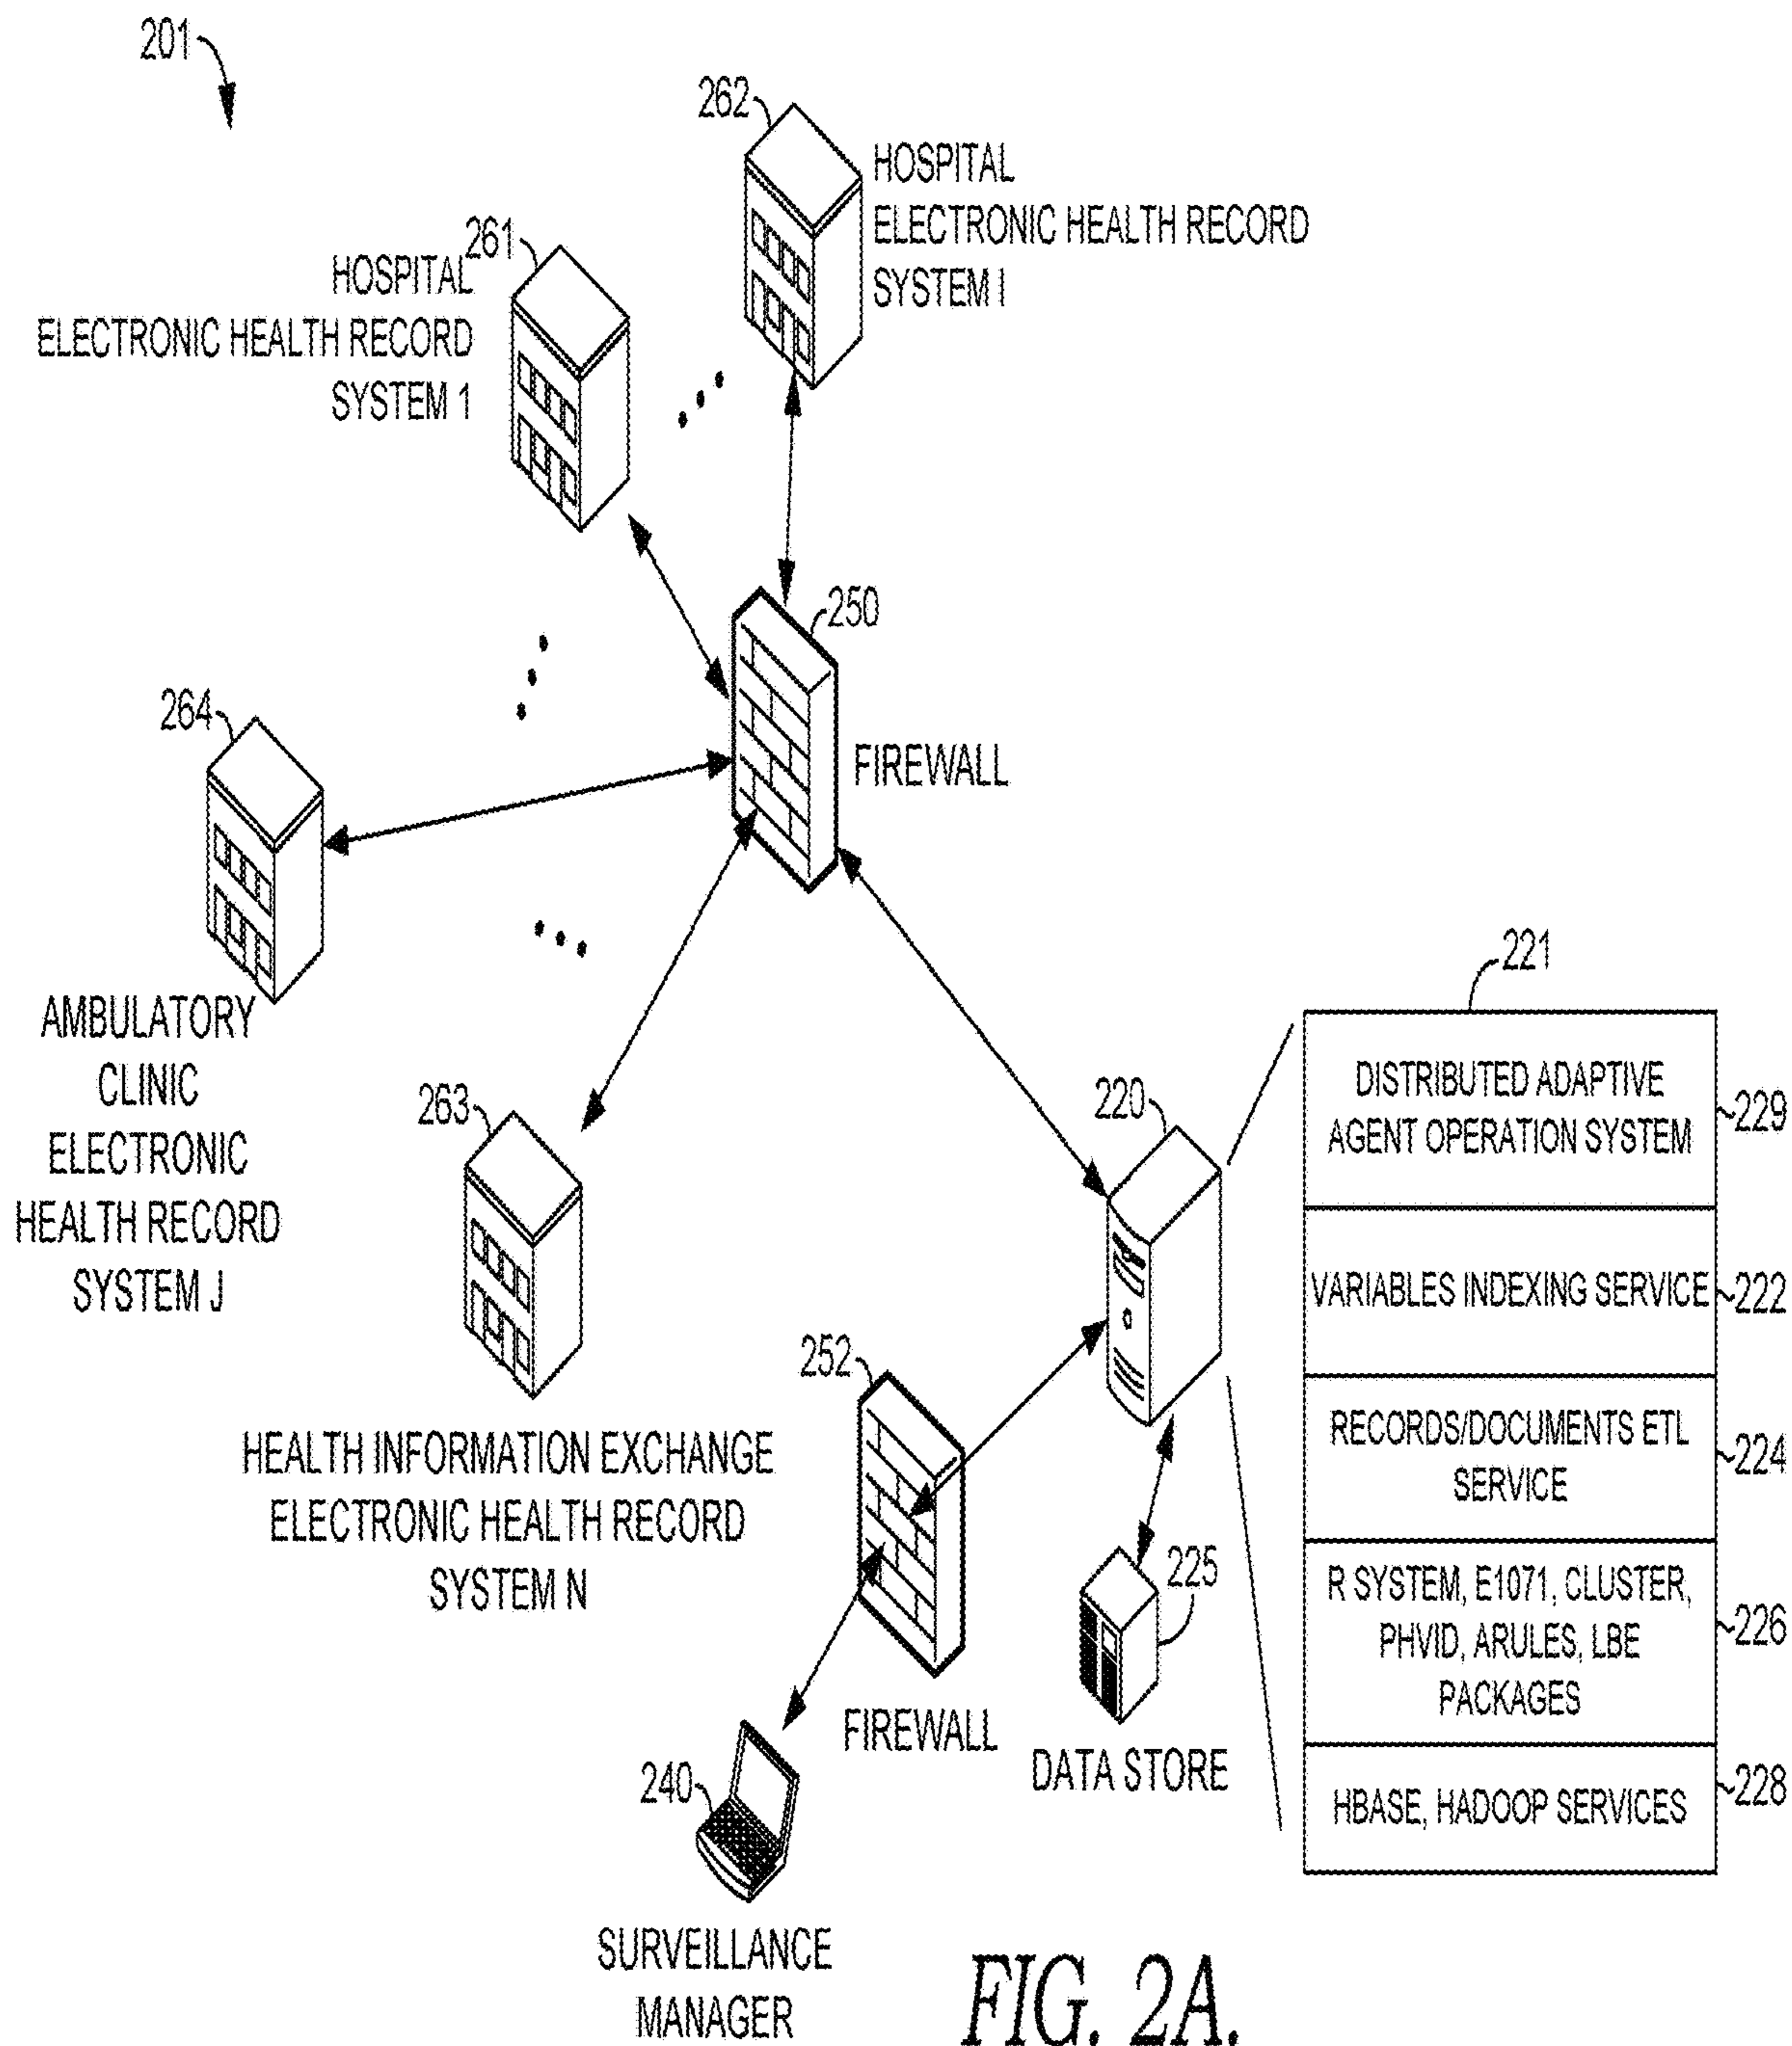 201
262
HOSPITAL
ELECTRONIC HEALTH RECORD
SYSTEM I
261
HOSPITAL
ELECTRONIC HEALTH RECORD
SYSTEM 1
250
FIREWALL
264
AMBULATORY
CLINIC
ELECTRONIC
HEALTH RECORD
SYSTEM J
263
HEALTH INFORMATION EXCHANGE
ELECTRONIC HEALTH RECORD
SYSTEM N
220
221
DISTRIBUTED ADAPTIVE
AGENT OPERATION SYSTEM
229
VARIABLES INDEXING SERVICE
222
RECORDS/DOCUMENTS ETL
SERVICE
224
R SYSTEM, E1071, CLUSTER,
PHVID, ARULES, LBE
PACKAGES
226
HBASE, HADOOP SERVICES
228
252
FIREWALL
225
DATA STORE
240
SURVEILLANCE
MANAGER
FIG. 2A.